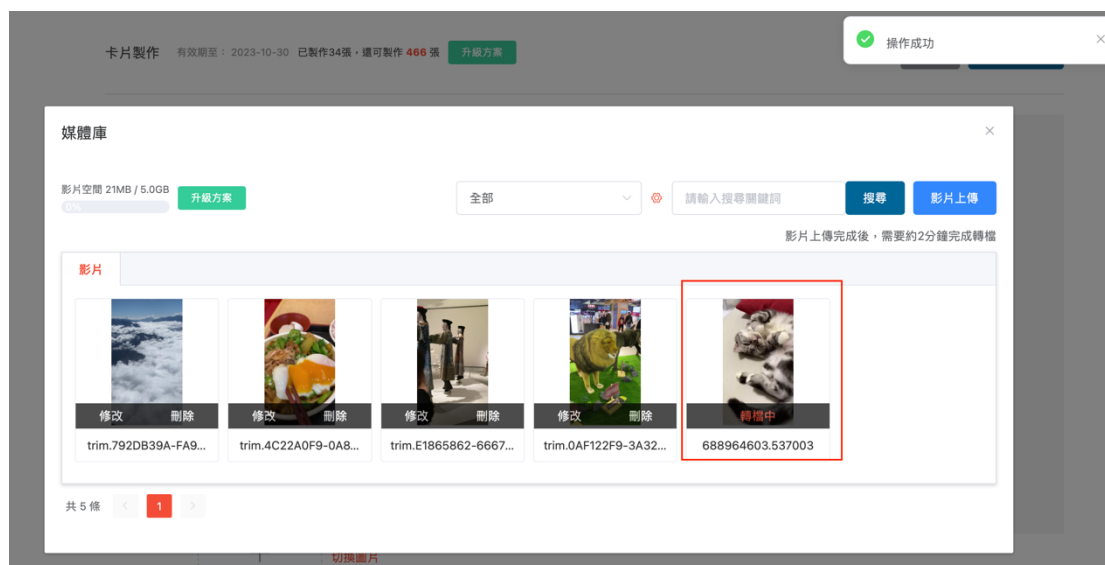 卡片製作 有效期至：2023-10-30 已製作34張，還可製作 466 張 升級方案
操作成功
媒體庫
影片空間 21MB / 5.0GB 升級方案
0%
全部 請輸入搜尋關鍵詞 搜尋 影片上傳
影片上傳完成後，需要約2分鐘完成轉檔
影片
修改 刪除 修改 刪除 修改 刪除 修改 刪除 轉檔中
trim.792DB39A-FA9... trim.4C22A0F9-0A8... trim.E1865862-6667... trim.0AF122F9-3A32... 688964603.537003
共 5 條 < 1 >
切換圖片